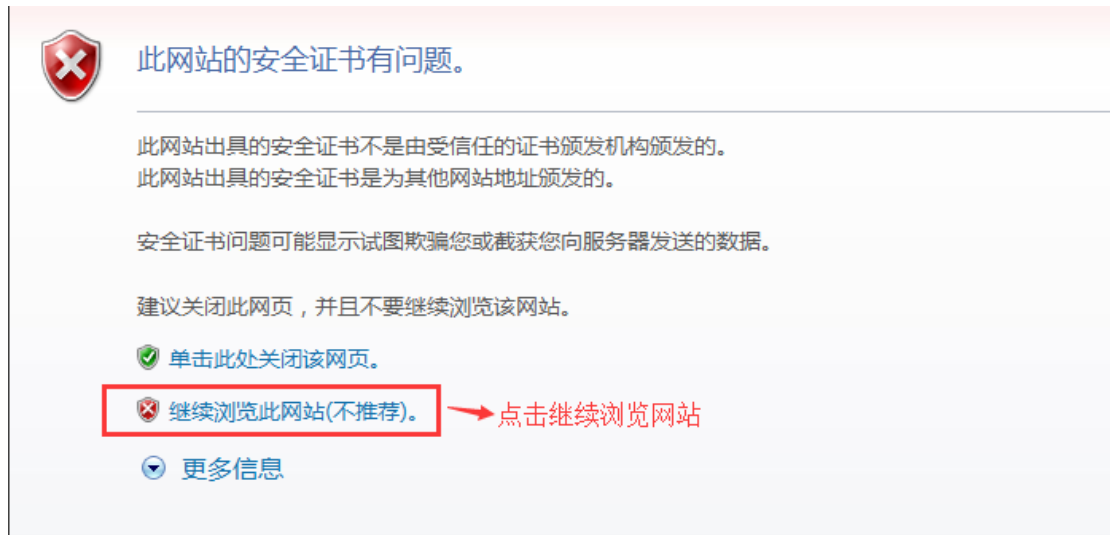 此网站的安全证书有问题。
此网站出具的安全证书不是由受信任的证书颁发机构颁发的。
此网站出具的安全证书是为其他网站地址颁发的。
安全证书问题可能显示试图欺骗您或截获您向服务器发送的数据。
建议关闭此网页，并且不要继续浏览该网站。
单击此处关闭该网页。
继续浏览此网站(不推荐)。 点击继续浏览网站
更多信息